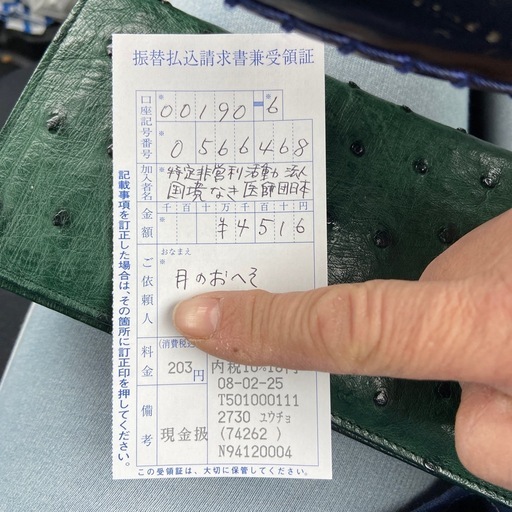 振替払込請求書兼受領証
口座記号番号
※ 00190-6
※ 0566468
加入者名
※ 特定非営利活動法人
国境なき医師団日本
金額
千百十万千百十円
※ ¥4516
ご依頼人
おなまえ
※
月のおへそ
料金
(消費税込
203円
内税10%
08-02-25
T501000111
2730 ユウチョ
(74262 )
N94120004
備考
現金扱
この受領証は、大切に保管してください。
記載事項を訂正した場合は、その箇所に訂正印を押してください。